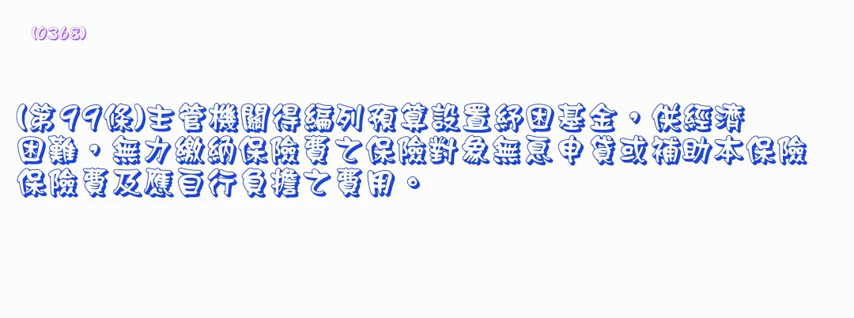 (0368)
(第99條)主管機關得編列預算設置紓困基金，供經濟
困難，無力繳納保險費之保險對象無息申貸或補助本保險
保險費及應自行負擔之費用。